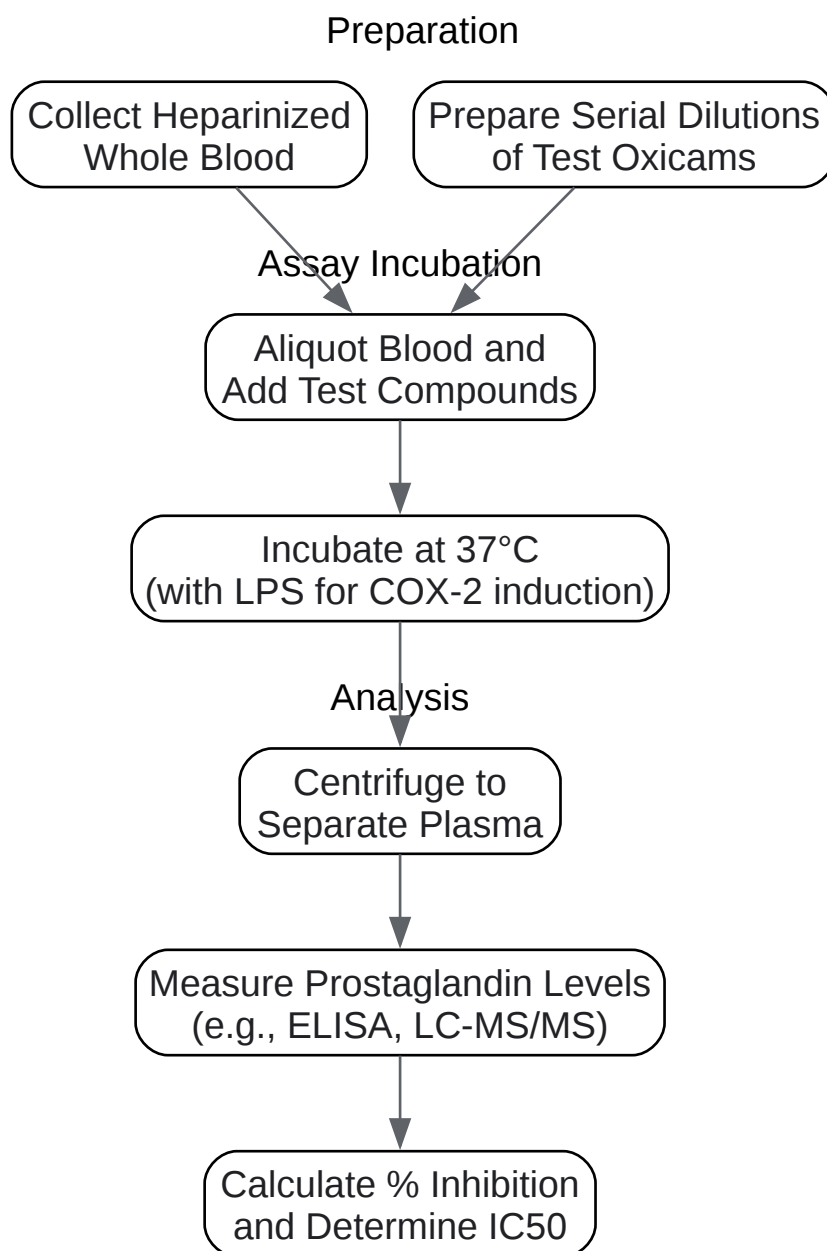 Preparation
Collect Heparinized
Whole Blood
Prepare Serial Dilutions
of Test Oxicams
Assay Incubation
Aliquot Blood and
Add Test Compounds
Incubate at 37°C
(with LPS for COX-2 induction)
Analysis
Centrifuge to
Separate Plasma
Measure Prostaglandin Levels
(e.g., ELISA, LC-MS/MS)
Calculate % Inhibition
and Determine IC50